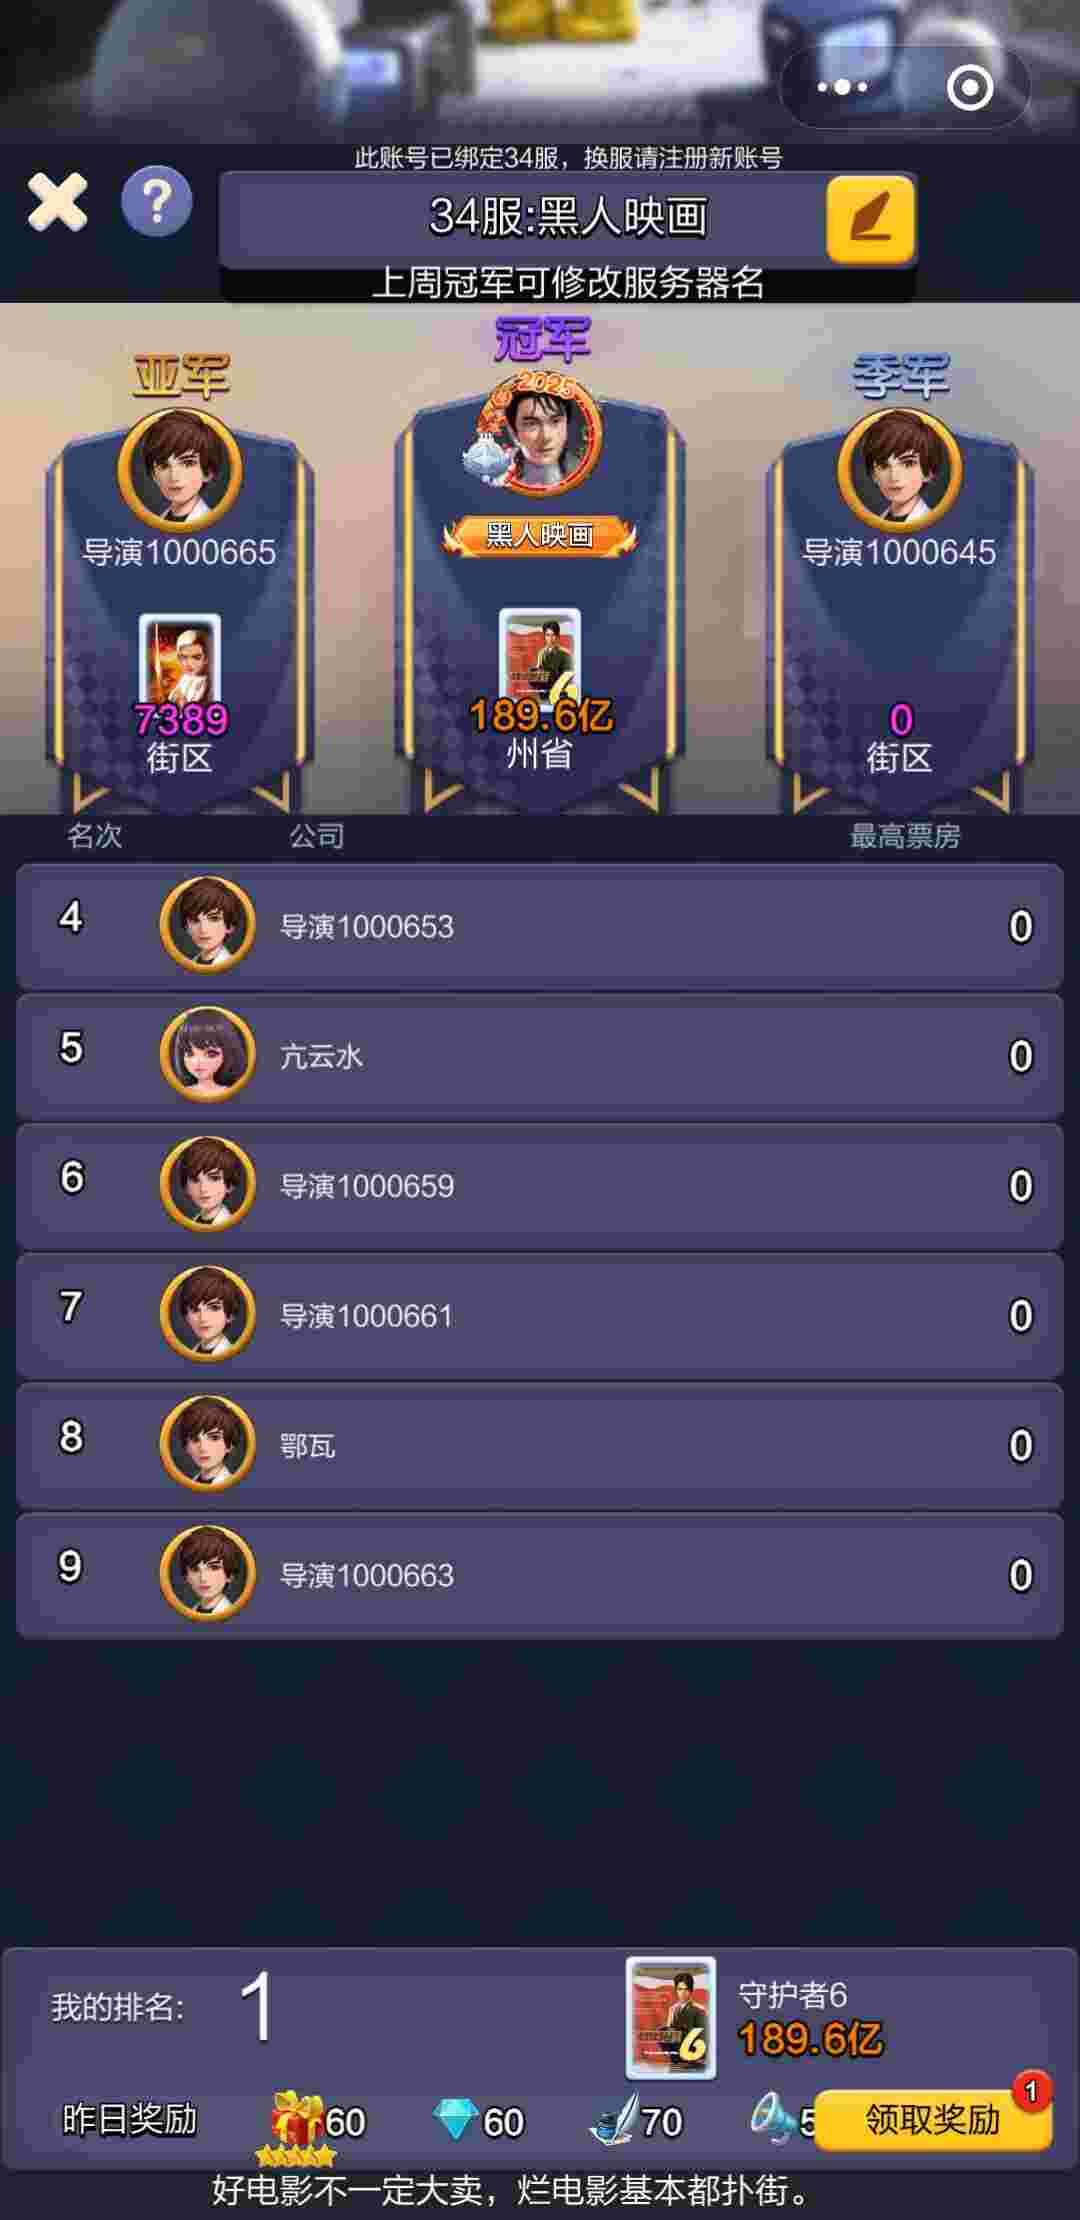 此账号已绑定34服，换服请注册新账号
34服:黑人映画
上周冠军可修改服务器名
亚军
冠军
季军
2025
导演1000665
黑人映画
导演1000645
6
7389
189.6亿
0
街区
州省
街区
名次
公司
最高票房
4
导演1000653
0
5
亢云水
0
6
导演1000659
0
7
导演1000661
0
8
鄂瓦
0
9
导演1000663
0
我的排名:
1
6
守护者6
189.6亿
昨日奖励
60
60
70
5
领取奖励
1
好电影不一定大卖，烂电影基本都扑街。